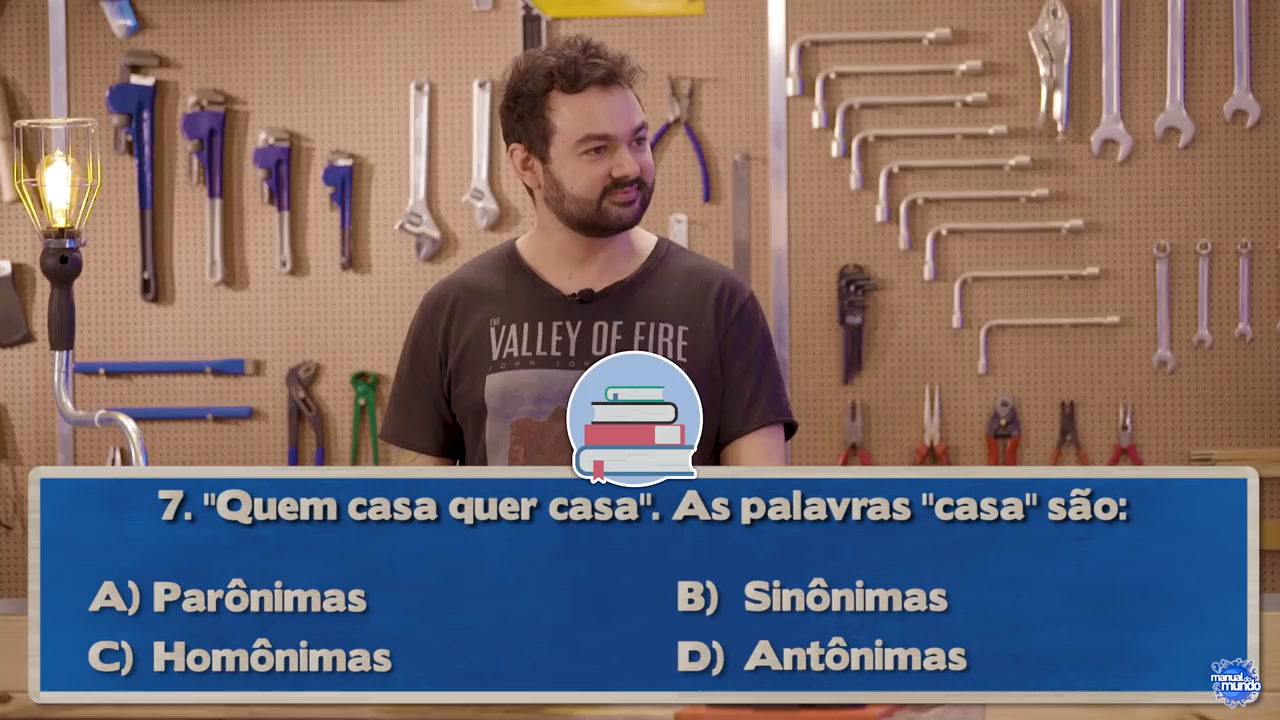 THE
VALLEY OF FIRE
7. "Quem casa quer casa". As palavras "casa" são:
A) Parônimas
B) Sinônimas
C) Homônimas
D) Antônimas
manual do
mundo